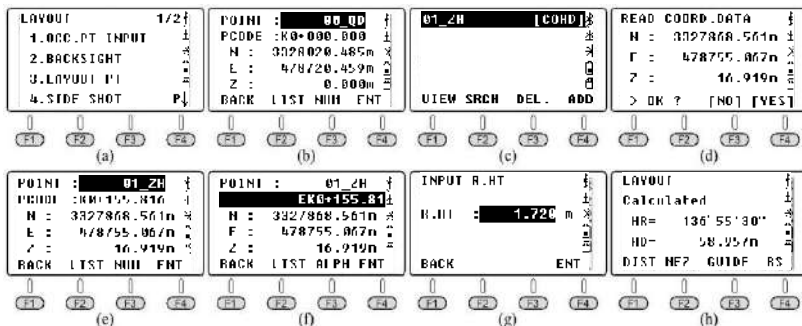 LAYOUT 1/2
1.OCC.PT INPUT
2.BACKSIGHT
3.LAYOUT PT
4.SIDE SHOT P↓
F1 F2 F3 F4
(a)
POINT : 00_QD
PCODE :K0+000.000
N : 3328020.485m
E : 478720.459m
Z : 0.000m
BACK LIST NUM ENT
F1 F2 F3 F4
(b)
01_ZH [COHD]
VIEW SRCH DEL. ADD
F1 F2 F3 F4
(c)
READ COORD.DATA
N : 3327868.561m
E : 478755.067m
Z : 16.919m
> OK ? [NO] [YES]
F1 F2 F3 F4
(d)
POINT : 01_ZH
PCODE :K0+155.816
N : 3327868.561m
E : 478755.067m
Z : 16.919m
BACK LIST NUM ENT
F1 F2 F3 F4
(e)
POINT : 01_ZH
EK0+155.81
N : 3327868.561m
E : 478755.067m
Z : 16.919m
BACK LIST ALPH ENT
F1 F2 F3 F4
(f)
INPUT R.HT
R.HT : 1.720 m
BACK ENT
F1 F2 F3 F4
(g)
LAYOUT
Calculated
HR= 136°55'30"
HD= 58.957m
DIST NEZ GUIDE BS
F1 F2 F3 F4
(h)